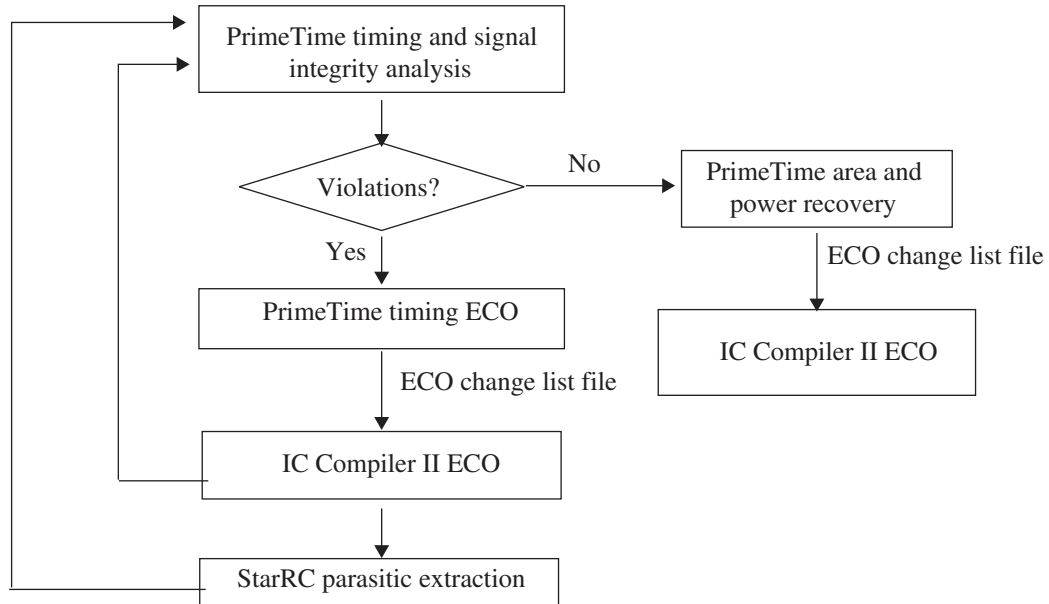 PrimeTime timing and signal
integrity analysis
Violations?
No
PrimeTime area and
power recovery
Yes
ECO change list file
PrimeTime timing ECO
IC Compiler II ECO
ECO change list file
IC Compiler II ECO
StarRC parasitic extraction